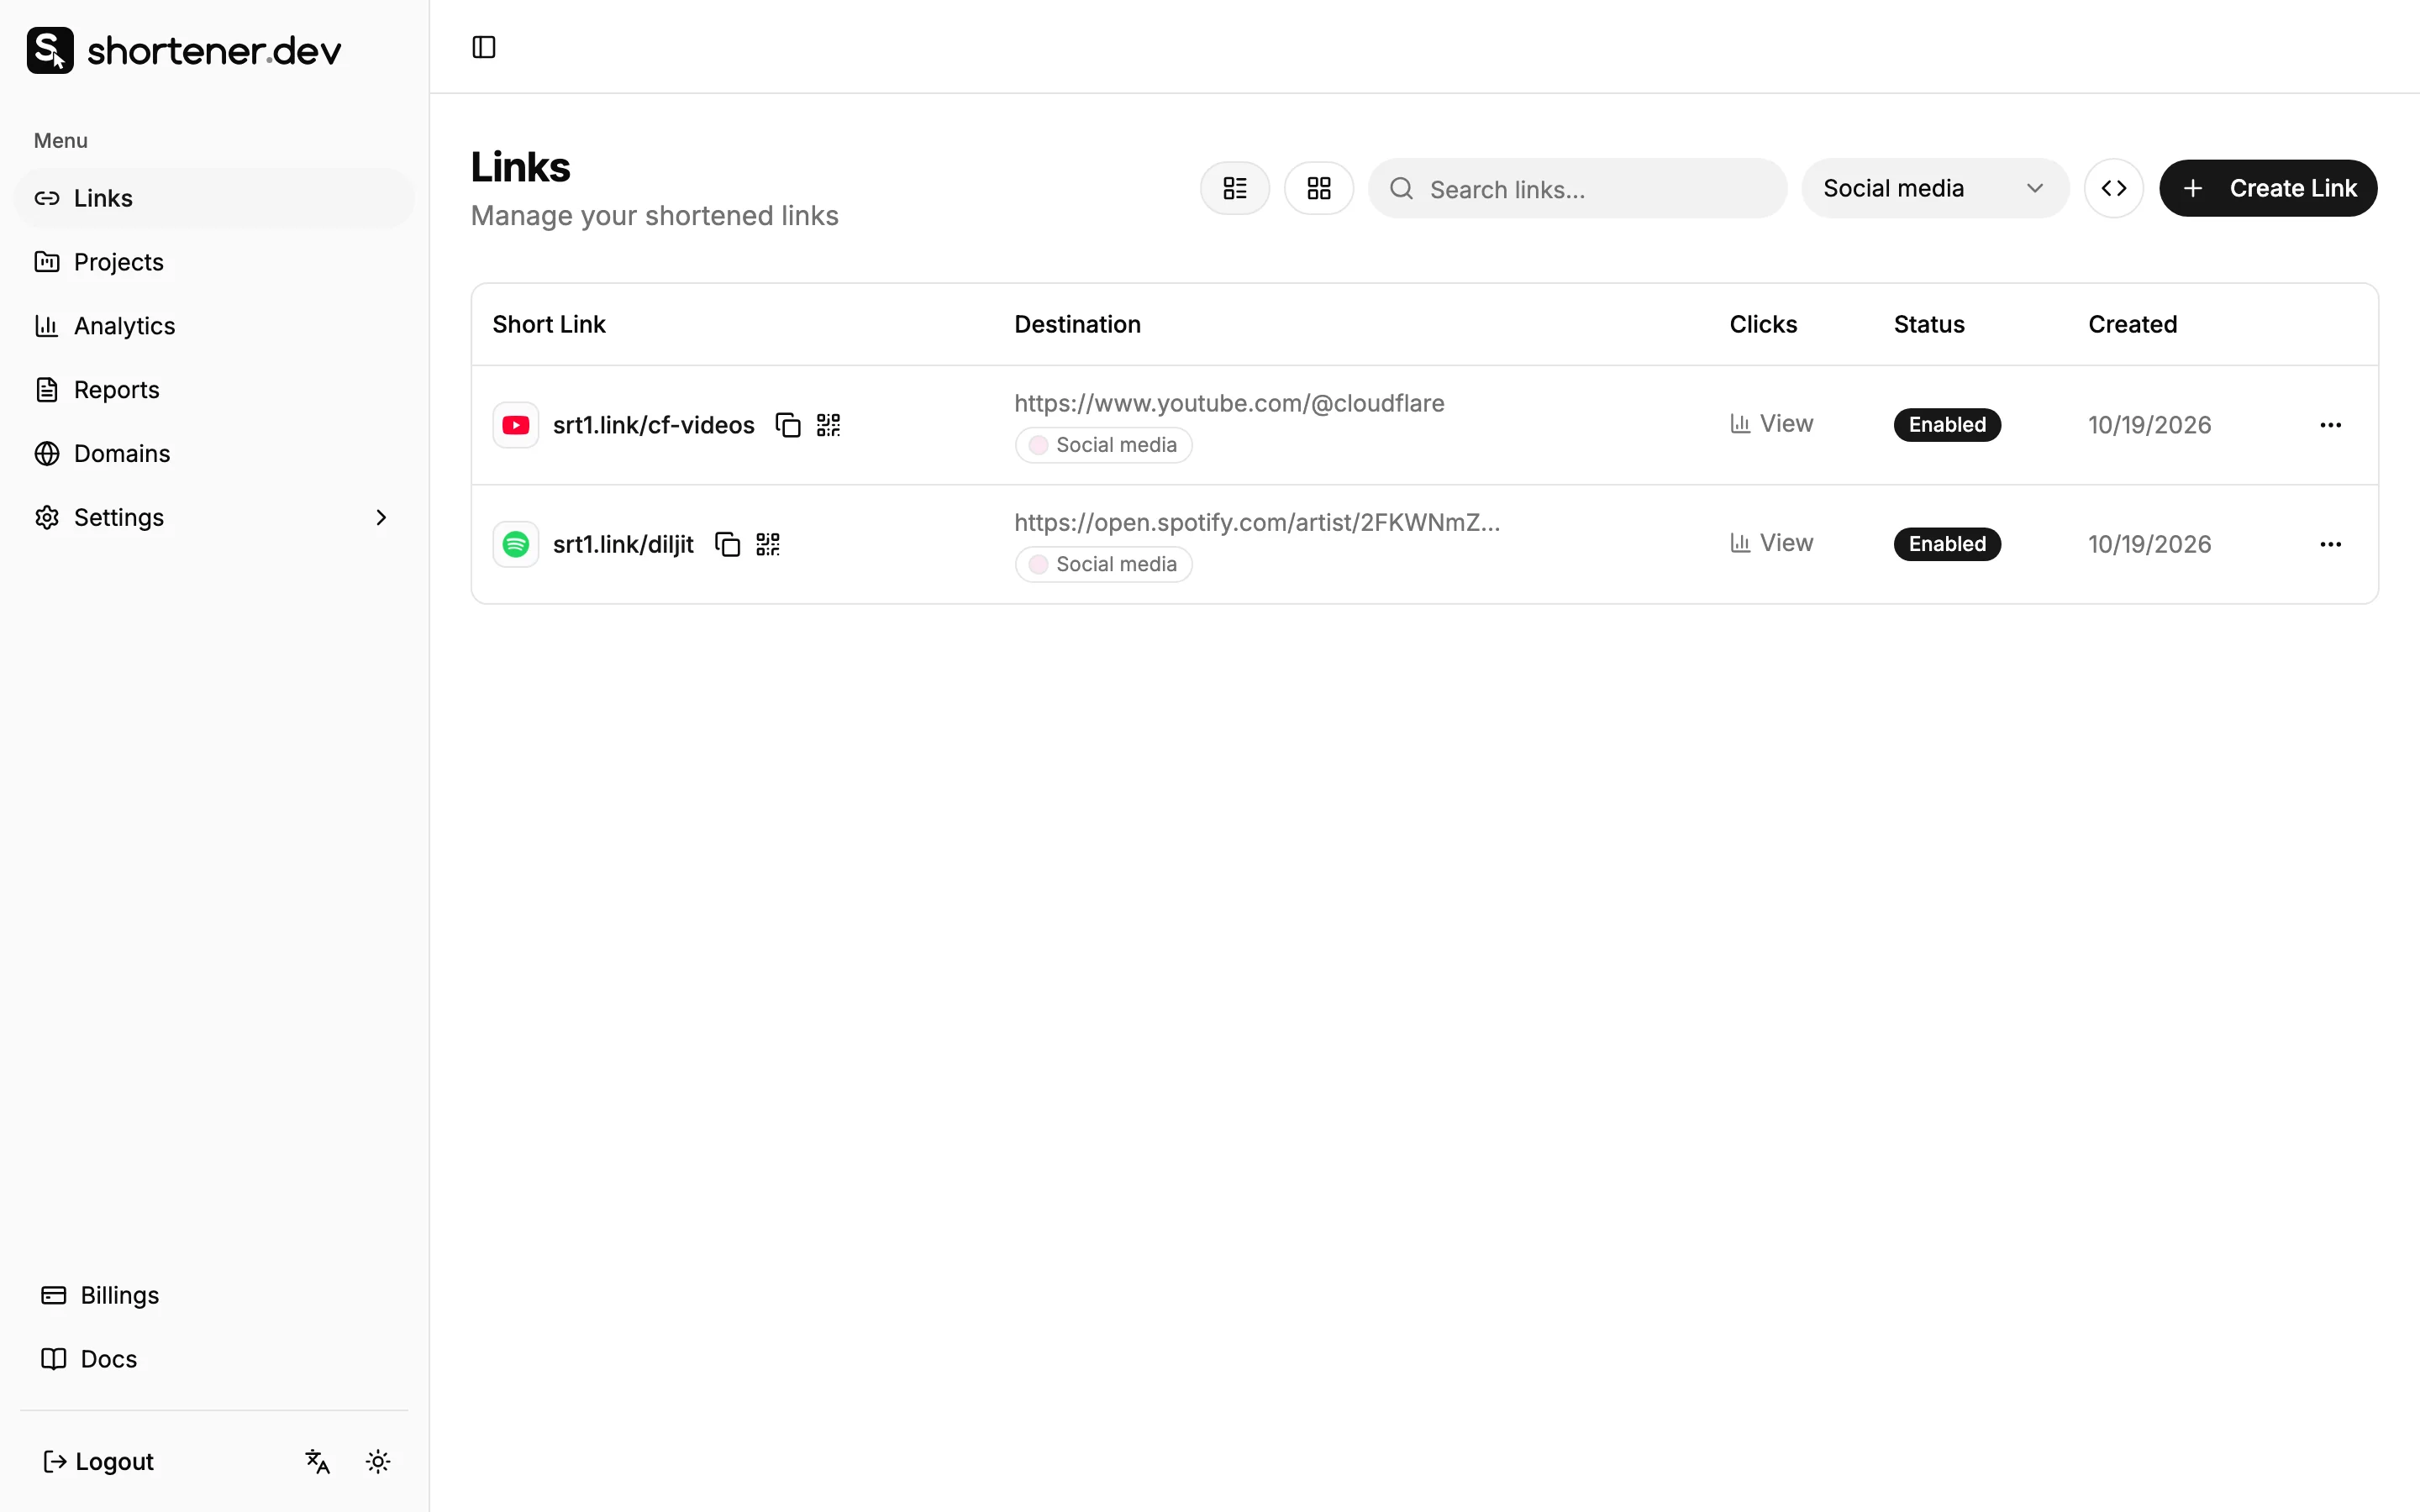 shortener.dev
Menu
Links
Projects
Analytics
Reports
Domains
Settings
Billings
Docs
Logout
Links
Manage your shortened links
Search links...
Social media
Create Link
Short Link Destination Clicks Status Created
srt1.link/cf-videos https://www.youtube.com/@cloudflare View Enabled 10/19/2026
Social media
srt1.link/diljit https://open.spotify.com/artist/2FKWNmZ... View Enabled 10/19/2026
Social media